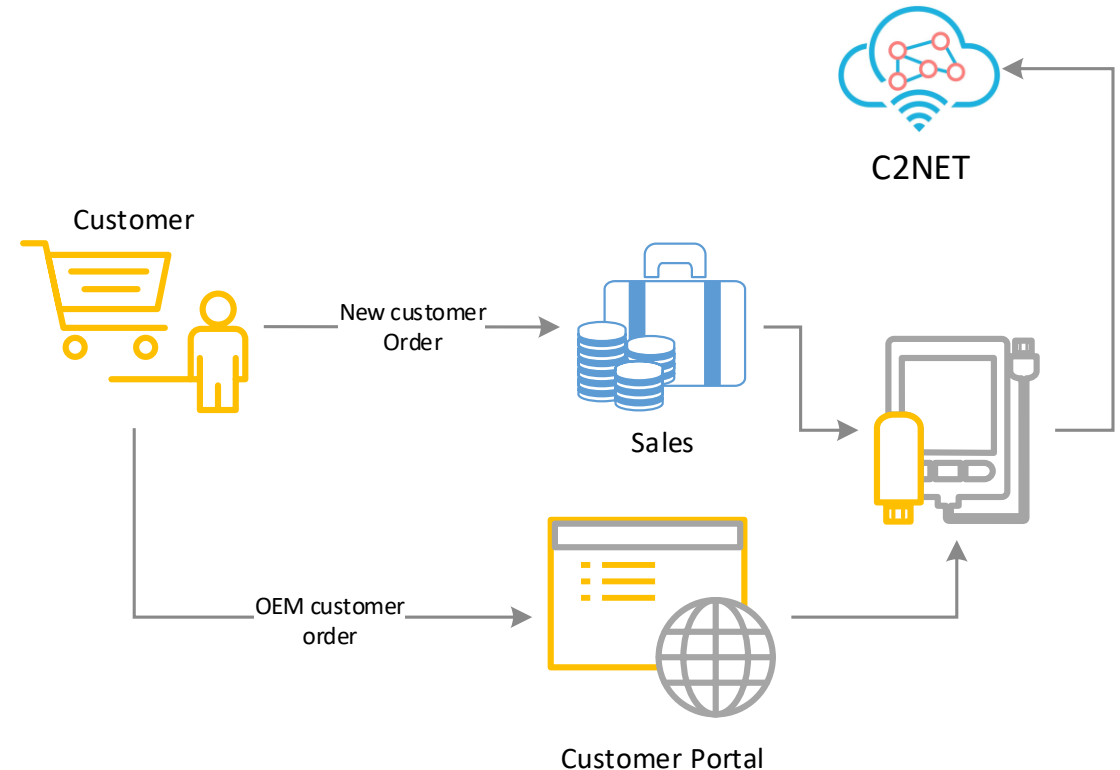 C2NET
Customer
New customer
Order
Sales
OEM customer
order
Customer Portal